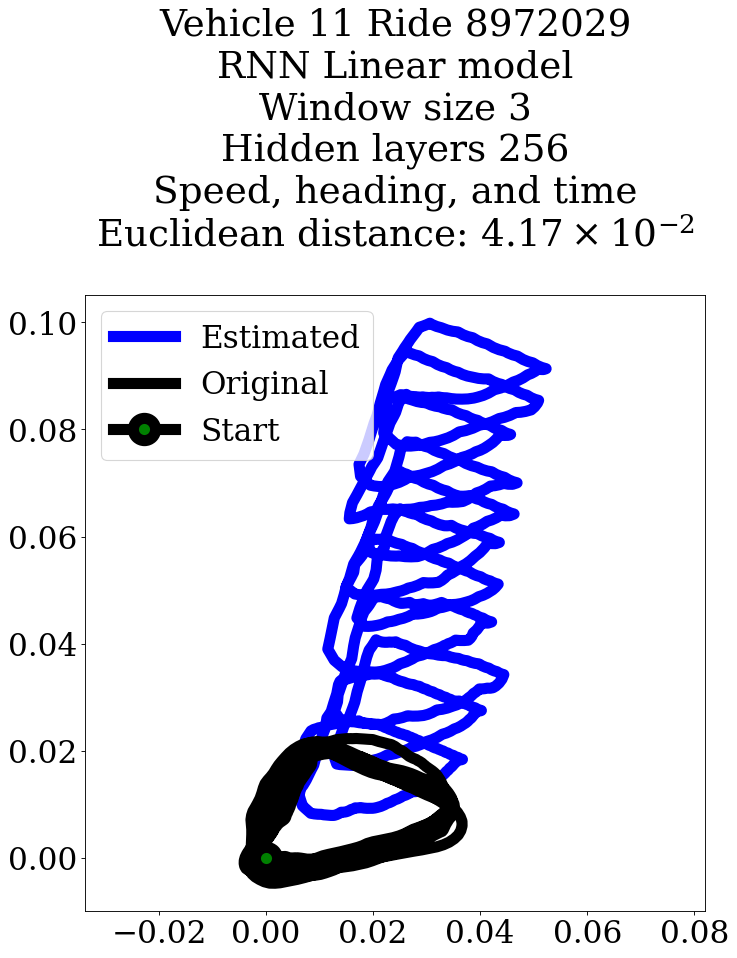 Vehicle 11 Ride 8972029
RNN Linear model
Window size 3
Hidden layers 256
Speed, heading, and time
Euclidean distance: 4.17 × 10⁻²
0.10
0.08
0.06
0.04
0.02
0.00
Estimated
Original
Start
−0.02 0.00 0.02 0.04 0.06 0.08